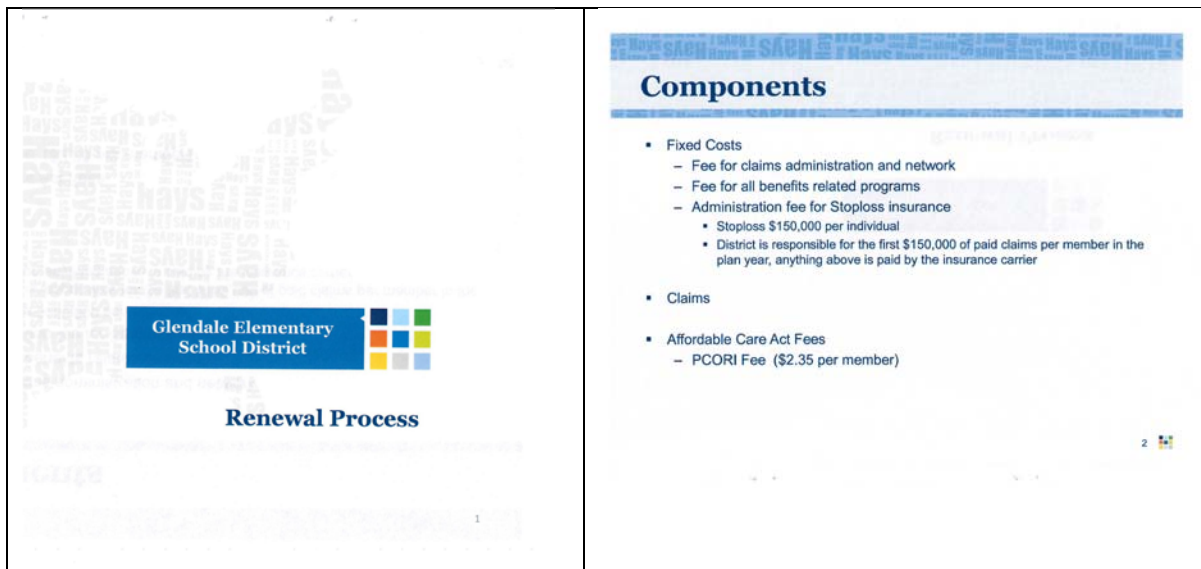 Glendale Elementary
School District
Renewal Process
1
Components
▪ Fixed Costs
– Fee for claims administration and network
– Fee for all benefits related programs
– Administration fee for Stoploss insurance
▪ Stoploss $150,000 per individual
▪ District is responsible for the first $150,000 of paid claims per member in the
plan year, anything above is paid by the insurance carrier
▪ Claims
▪ Affordable Care Act Fees
– PCORI Fee ($2.35 per member)
2